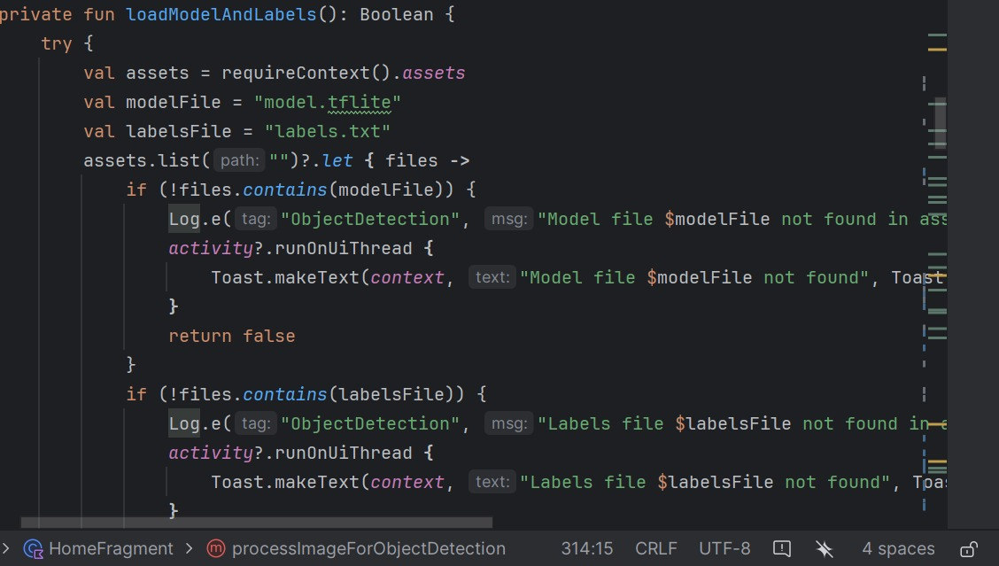 private fun loadModelAndLabels(): Boolean {
try {
val assets = requireContext().assets
val modelFile = "model.tflite"
val labelsFile = "labels.txt"
assets.list( path: "")?.let { files ->
if (!files.contains(modelFile)) {
Log.e( tag: "ObjectDetection", msg: "Model file $modelFile not found in
activity?.runOnUiThread {
Toast.makeText(context, text: "Model file $modelFile not found", Toast
}
return false
}
if (!files.contains(labelsFile)) {
Log.e( tag: "ObjectDetection", msg: "Labels file $labelsFile not found in
activity?.runOnUiThread {
Toast.makeText(context, text: "Labels file $labelsFile not found",
}
HomeFragment > processImageForObjectDetection 314:15 CRLF UTF-8 4 spaces